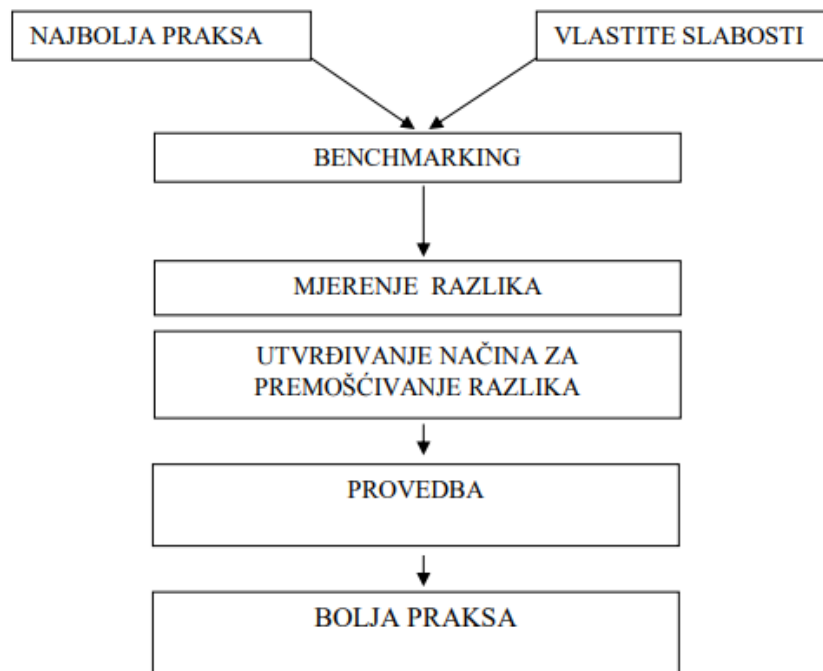 NAJBOLJA PRAKSA
VLASTITE SLABOSTI
BENCHMARKING
MJERENJE RAZLIKA
UTVRĐIVANJE NAČINA ZA
PREMOŠĆIVANJE RAZLIKA
PROVEDBA
BOLJA PRAKSA